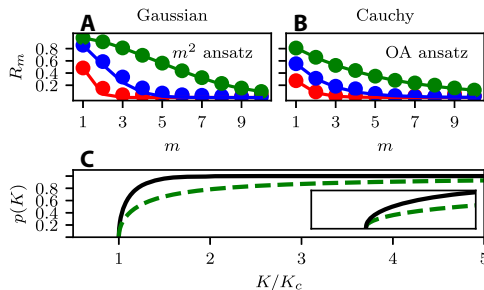 Gaussian
Cauchy
A
B
m² ansatz
OA ansatz
R_m
0.8
0.6
0.4
0.2
1 3 5 7 9
1 3 5 7 9
m
m
C
p(K)
0.8
0.6
0.4
0.2
1 2 3 4 5
K/K_c